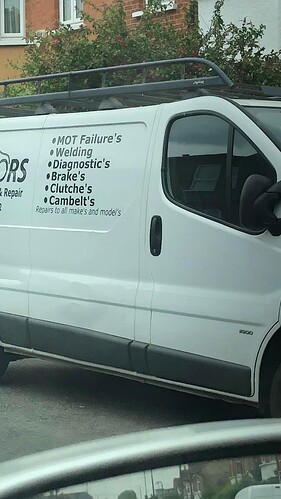 ORS
& Repair
• MOT Failure's
• Welding
• Diagnostic's
• Brake's
• Clutche's
• Cambelt's
Repairs to all make's and model's